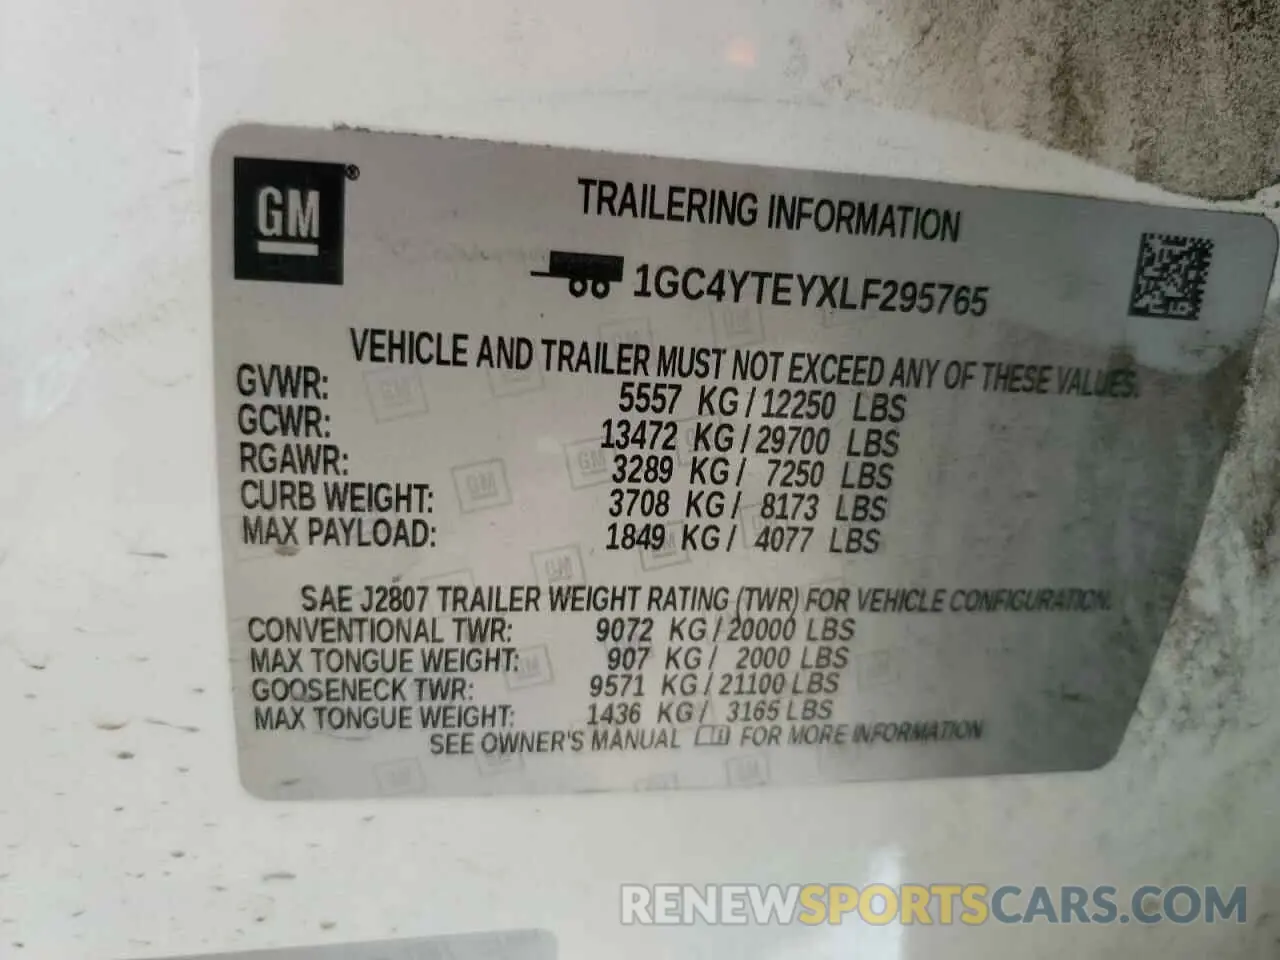 GM ®
TRAILERING INFORMATION
1GC4YTEYXLF295765
VEHICLE AND TRAILER MUST NOT EXCEED ANY OF THESE VALUES.
GVWR: 5557 KG / 12250 LBS
GCWR: 13472 KG / 29700 LBS
RGAWR: 3289 KG / 7250 LBS
CURB WEIGHT: 3708 KG / 8173 LBS
MAX PAYLOAD: 1849 KG / 4077 LBS
SAE J2807 TRAILER WEIGHT RATING (TWR) FOR VEHICLE CONFIGURATION.
CONVENTIONAL TWR: 9072 KG / 20000 LBS
MAX TONGUE WEIGHT: 907 KG / 2000 LBS
GOOSENECK TWR: 9571 KG / 21100 LBS
MAX TONGUE WEIGHT: 1436 KG / 3165 LBS
SEE OWNER'S MANUAL FOR MORE INFORMATION
RENEWSPORTSCARS.COM